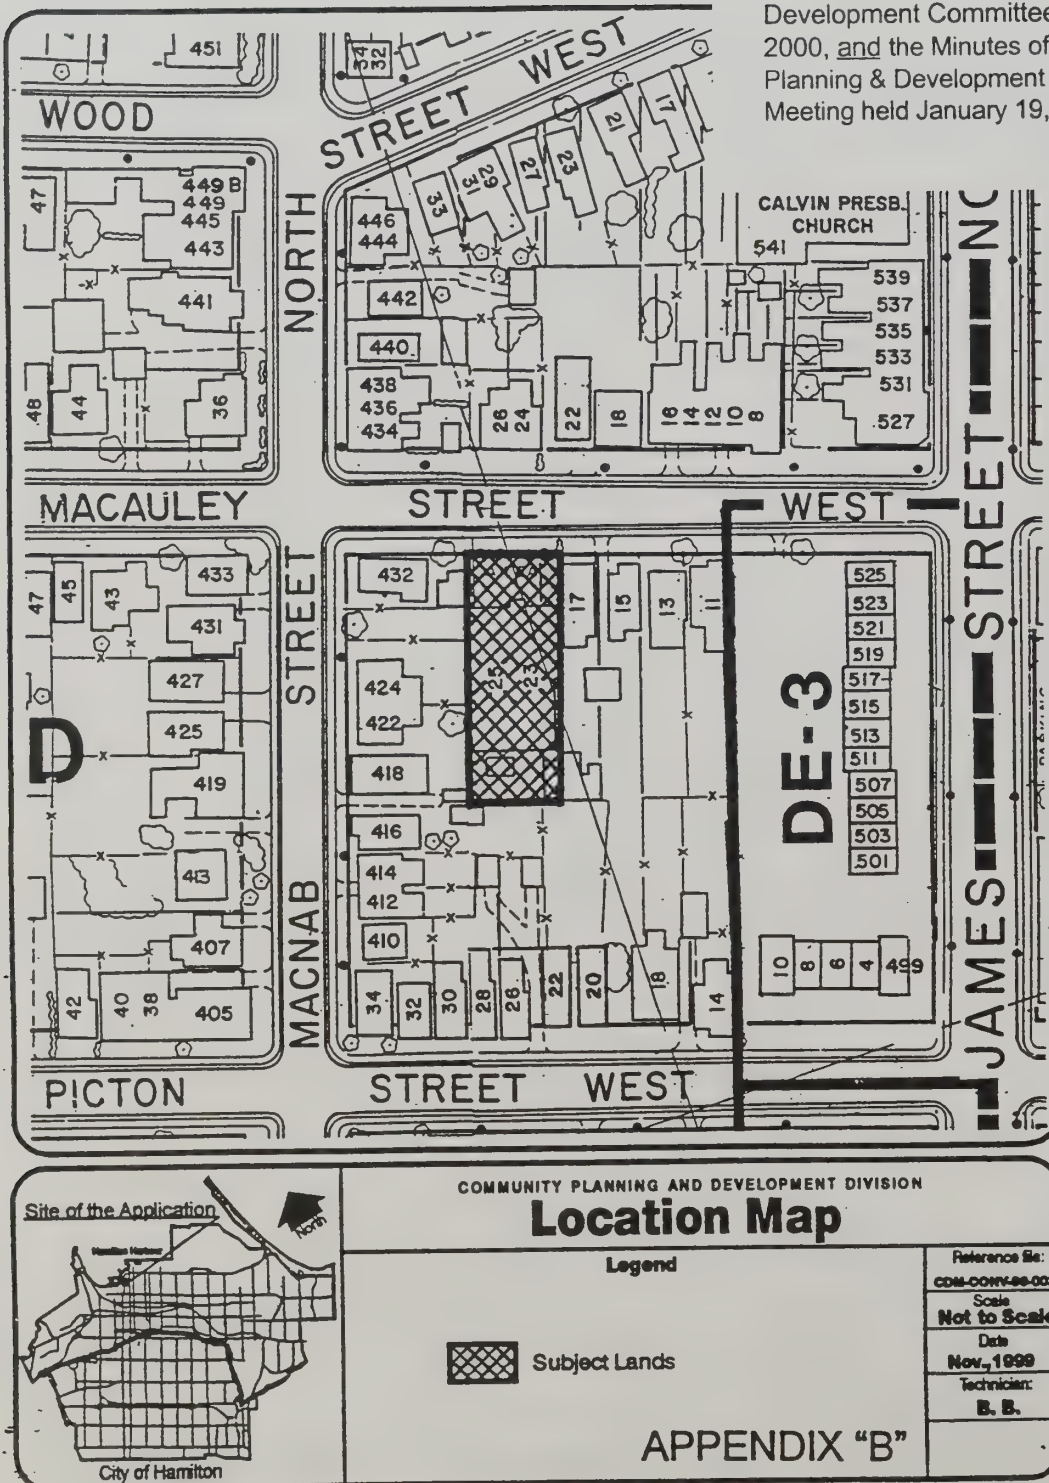 Development Committee
2000, and the Minutes of
Planning & Development
Meeting held January 19,
451
34
32
WOOD
STREET WEST
47
449 B
449
445
443
441
48
44
36
NORTH
446
444
442
440
438
436
434
33
31
29
27
23
21
17
26
24
22
18
16
14
12
10
8
CALVIN PRESB.
CHURCH
541
539
537
535
533
531
527
MACAULEY STREET WEST
47
45
43
433
431
427
425
419
413
407
42
40
38
405
D
MACNAB STREET
432
424
422
418
416
414
412
410
25
23
17
15
13
11
34
32
30
28
26
22
20
18
14
DE-3
525
523
521
519
517
515
513
511
507
505
503
501
10
8
6
4
499
JAMES STREET
PARKING
PICTON STREET WEST
Site of the Application
North
Hamilton Harbour
City of Hamilton
COMMUNITY PLANNING AND DEVELOPMENT DIVISION
Location Map
Legend
Subject Lands
APPENDIX “B”
Reference file:
Scale
Not to Scale
Date
Nov., 1999
Technician:
B. B.